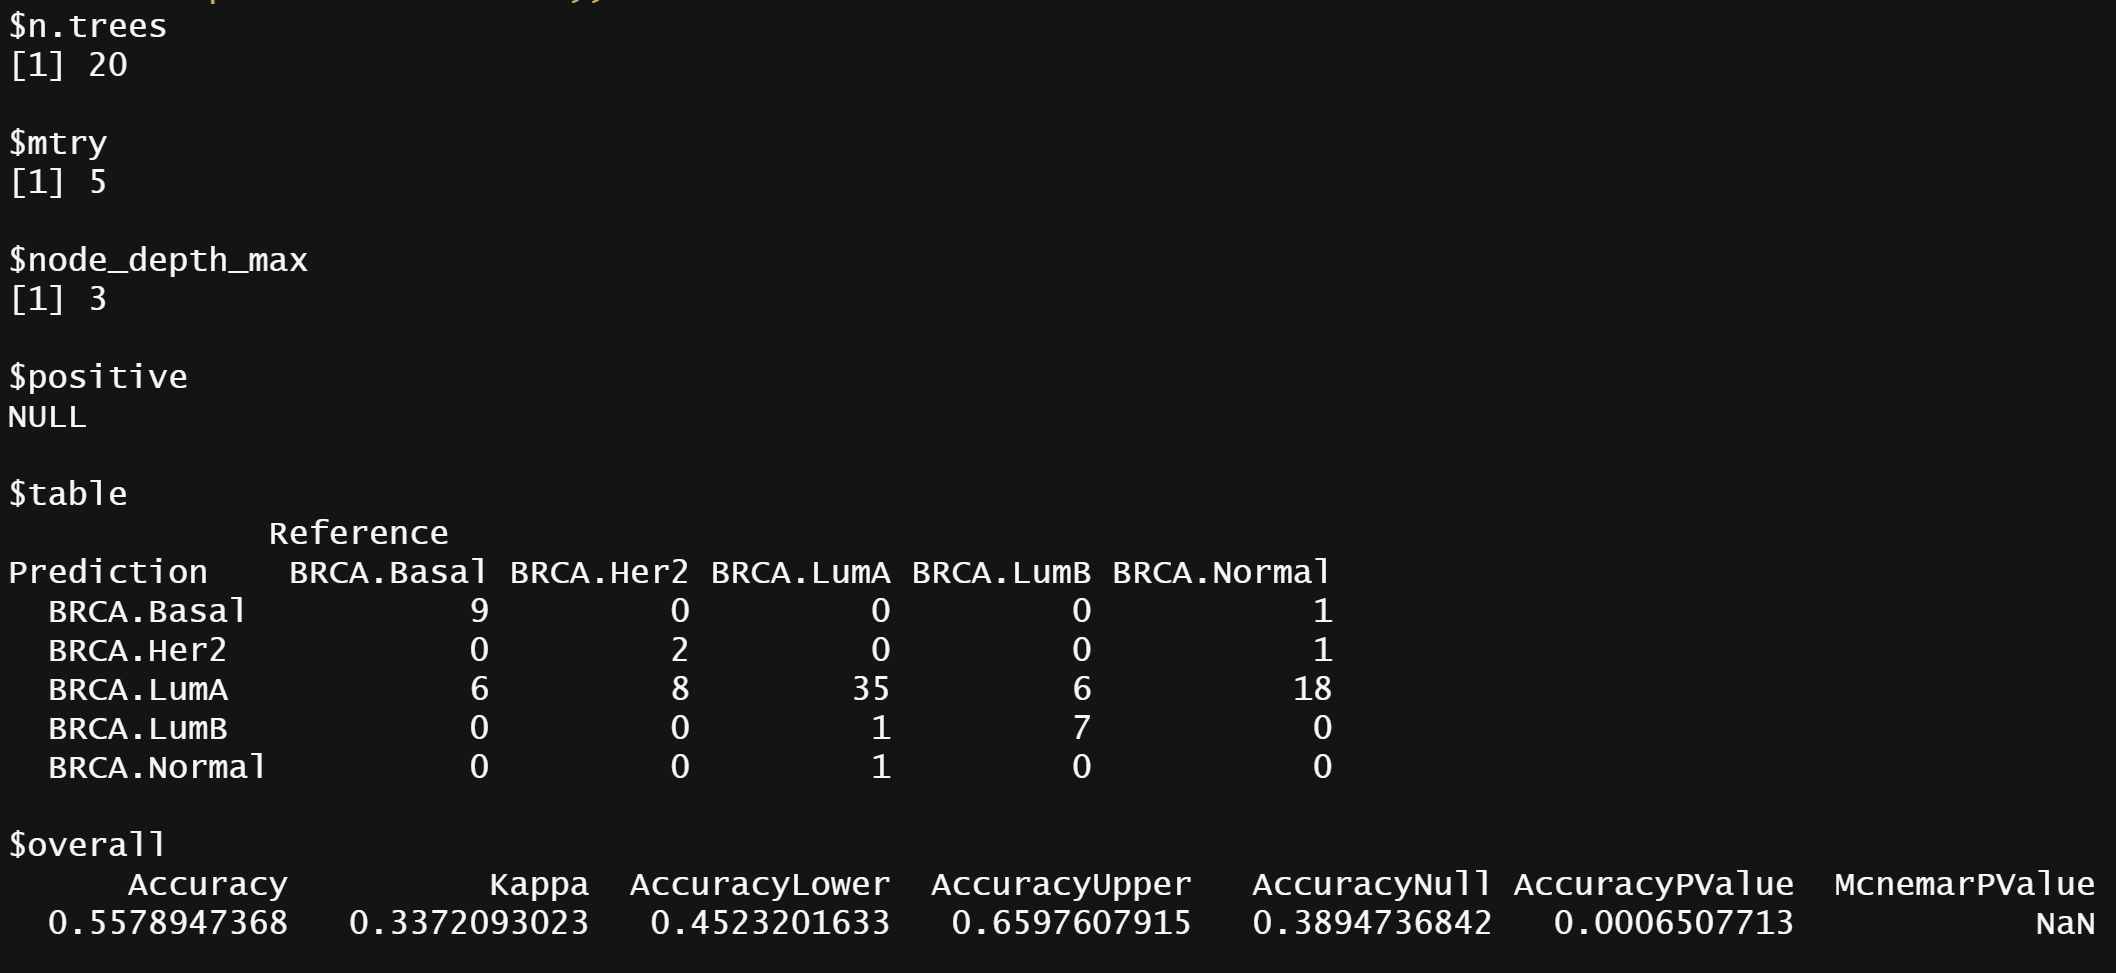 $n.trees
[1] 20
$mtry
[1] 5
$node_depth_max
[1] 3
$positive
NULL
$table
Reference
Prediction BRCA.Basal BRCA.Her2 BRCA.LumA BRCA.LumB BRCA.Normal
BRCA.Basal 9 0 0 0 1
BRCA.Her2 0 2 0 0 1
BRCA.LumA 6 8 35 6 18
BRCA.LumB 0 0 1 7 0
BRCA.Normal 0 0 1 0 0
$overall
Accuracy Kappa AccuracyLower AccuracyUpper AccuracyNull AccuracyPValue McnemarPValue
0.5578947368 0.3372093023 0.4523201633 0.6597607915 0.3894736842 0.0006507713 NaN